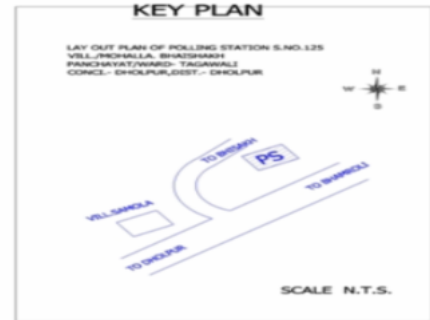 KEY PLAN
LAY OUT PLAN OF POLLING STATION S.NO.125
VILL./MOHALLA. BHAISHAKH
PANCHAYAT/WARD- TAGAWALI
CONCI.- DHOLPUR,DIST.- DHOLPUR
N
W E
S
TO BHISAKH
PS
TO BHAMROLI
VILL.SAMOLA
TO DHOLPUR
SCALE N.T.S.